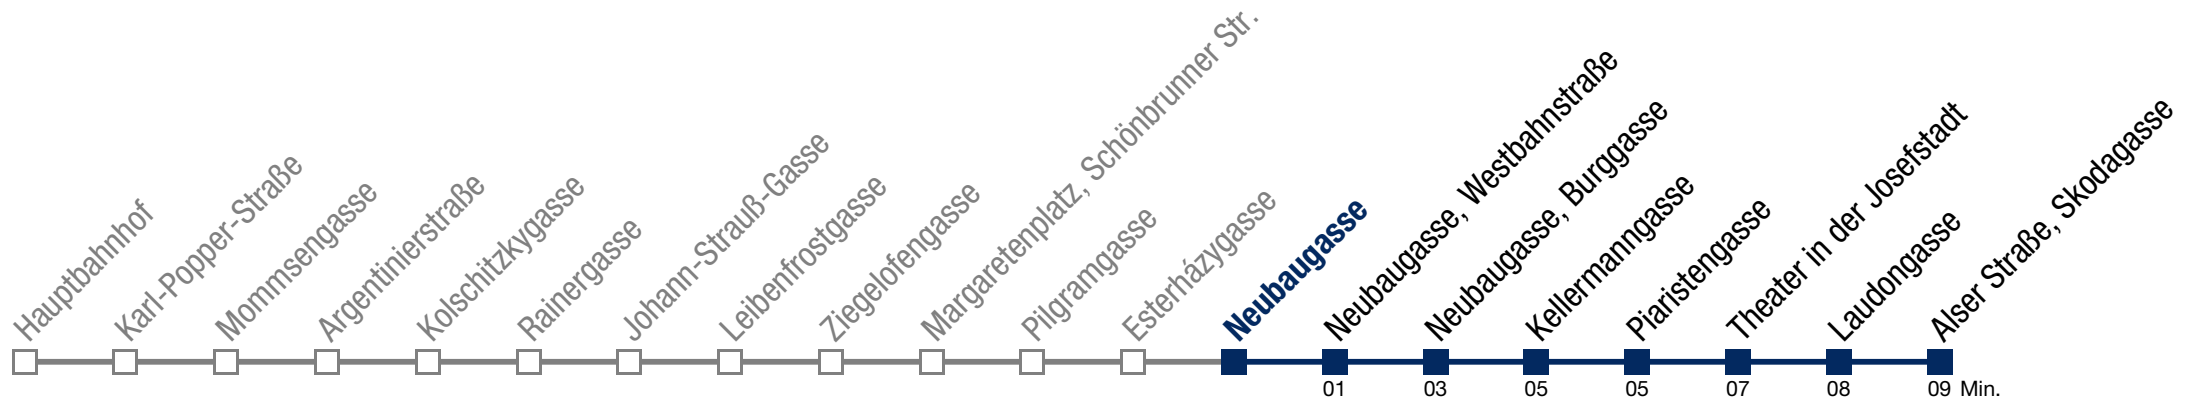 Hauptbahnhof
Karl-Popper-Straße
Mommsengasse
Argentinierstraße
Kolschitzkygasse
Rainergasse
Johann-Strauß-Gasse
Leibenfrostgasse
Ziegelofengasse
Margaretenplatz, Schönbrunner Str.
Pilgramgasse
Esterházygasse
Neubaugasse
Neubaugasse, Westbahnstraße
Neubaugasse, Burggasse
Kellermanngasse
Piaristengasse
Theater in der Josefstadt
Laudongasse
Alser Straße, Skodagasse
01 03 05 05 07 08 09 Min.